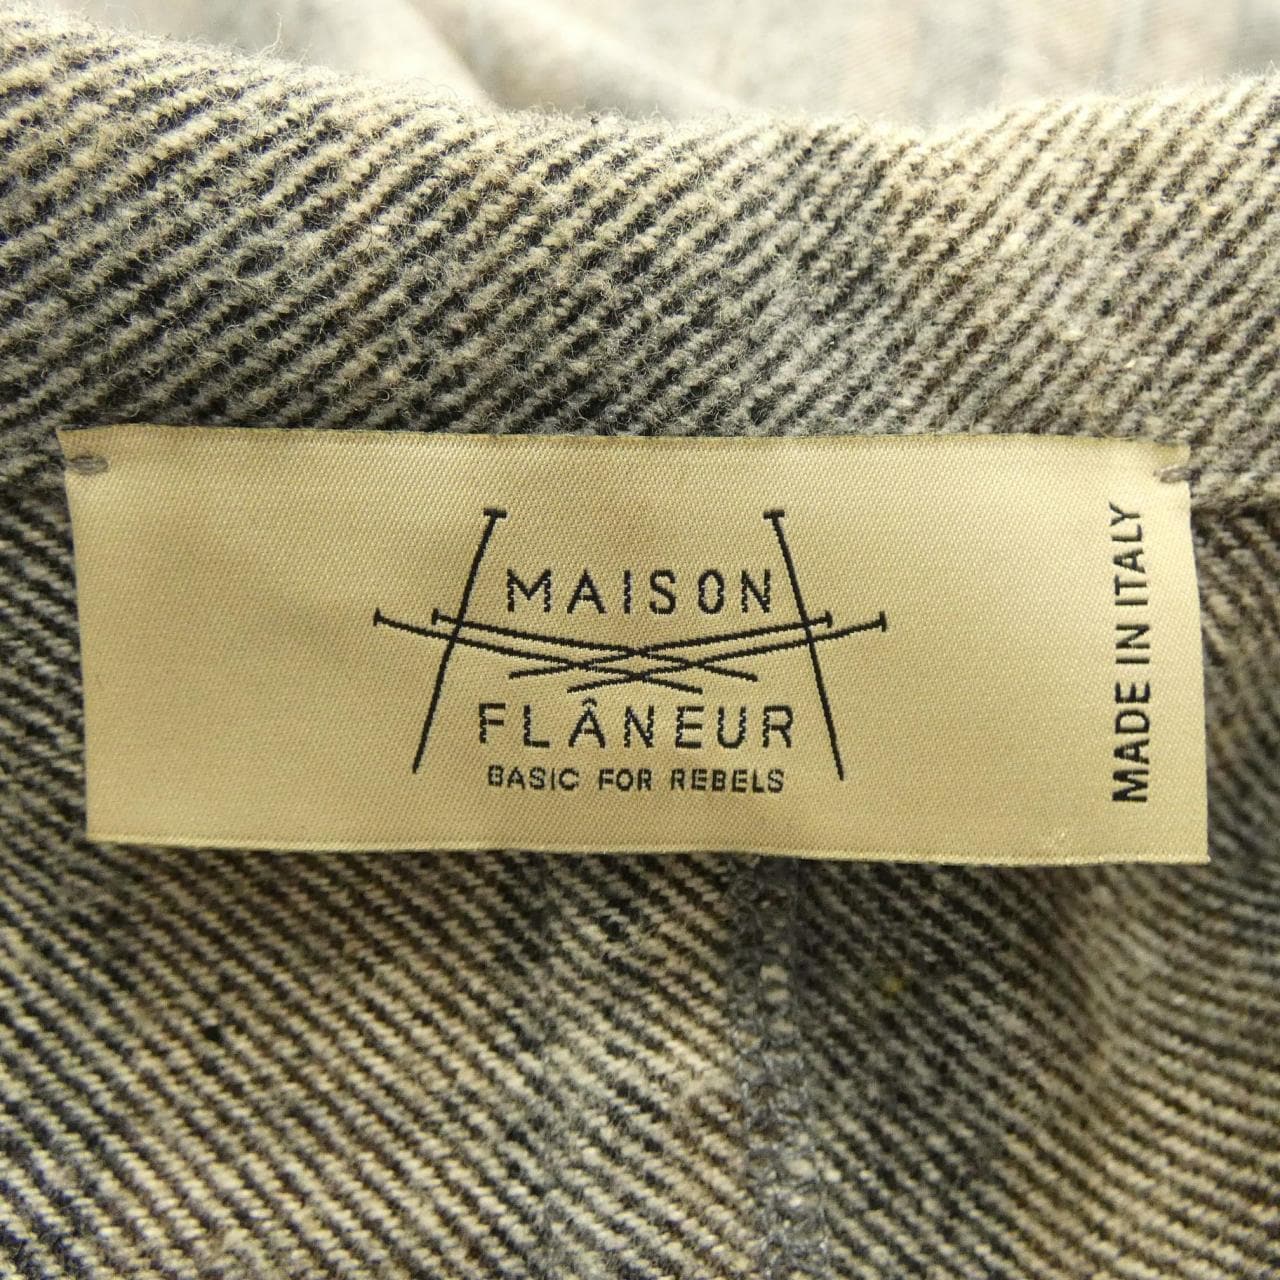 MAISON
FLÂNEUR
BASIC FOR REBELS
MADE IN ITALY